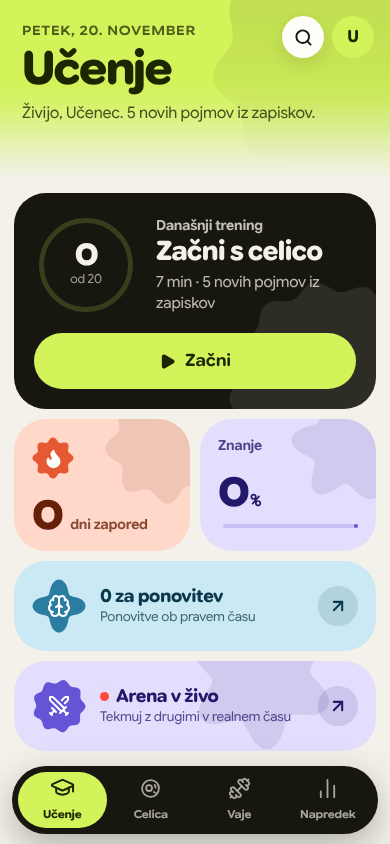 PETEK, 20. NOVEMBER
U
Učenje
Živijo, Učenec. 5 novih pojmov iz zapiskov.
0
od 20
Današnji trening
Začni s celico
7 min · 5 novih pojmov iz
zapiskov
Začni
0 dni zapored
Znanje
0%
0 za ponovitev
Ponovitve ob pravem času
Arena v živo
Tekmuj z drugimi v realnem času
Učenje
Celica
Vaje
Napredek